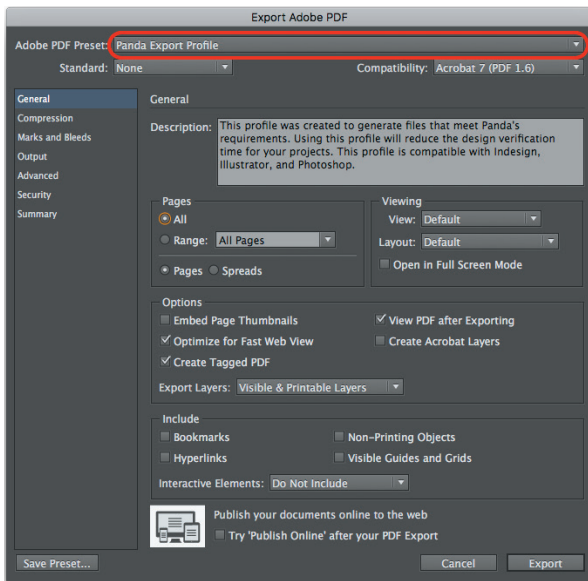 Export Adobe PDF
Adobe PDF Preset: Panda Export Profile
Standard: None Compatibility: Acrobat 7 (PDF 1.6)
General
Compression
Marks and Bleeds
Output
Advanced
Security
Summary
General
Description: This profile was created to generate files that meet Panda's
requirements. Using this profile will reduce the design verification
time for your projects. This profile is compatible with Indesign,
Illustrator, and Photoshop.
Pages
All
Range: All Pages
Pages Spreads
Viewing
View: Default
Layout: Default
Open in Full Screen Mode
Options
Embed Page Thumbnails View PDF after Exporting
Optimize for Fast Web View Create Acrobat Layers
Create Tagged PDF
Export Layers: Visible & Printable Layers
Include
Bookmarks Non-Printing Objects
Hyperlinks Visible Guides and Grids
Interactive Elements: Do Not Include
Publish your documents online to the web
Try 'Publish Online' after your PDF Export
Save Preset... Cancel Export